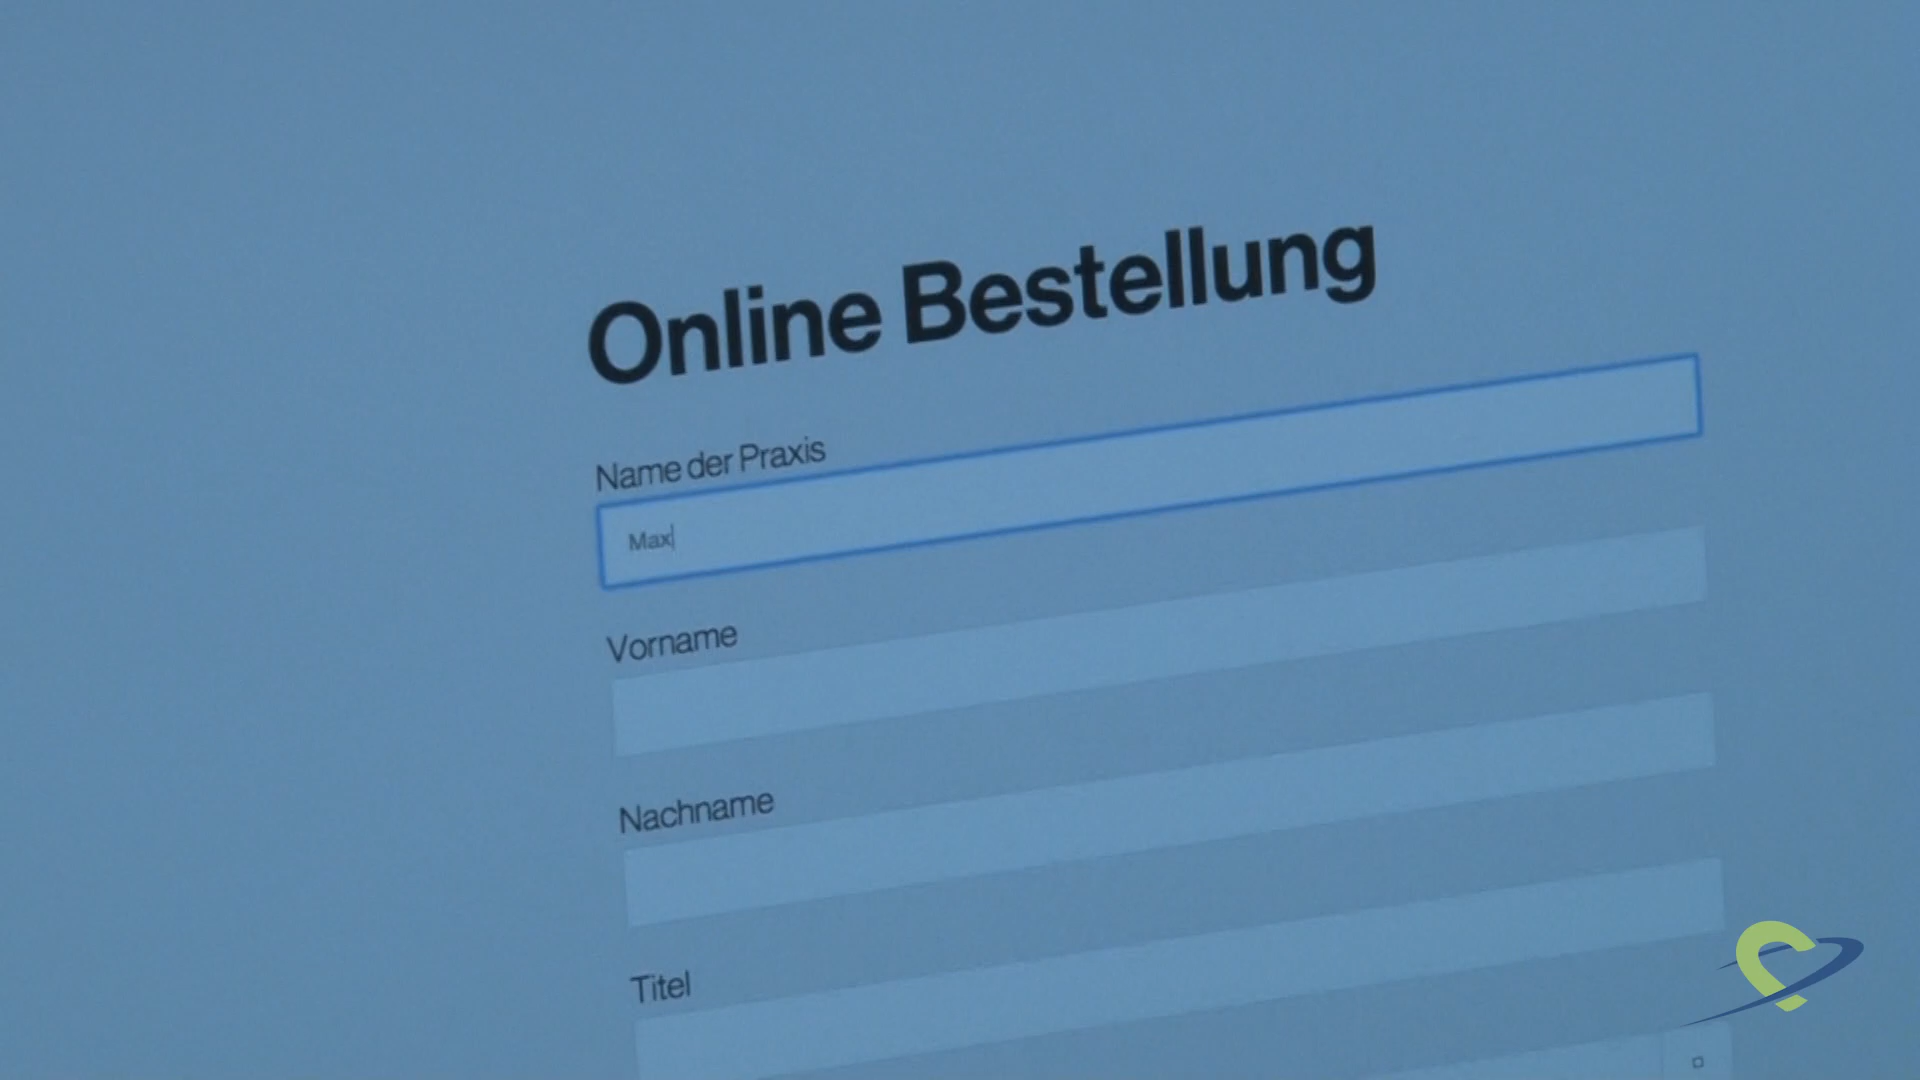 Online Bestellung
Name der Praxis
Max
Vorname
Nachname
Titel